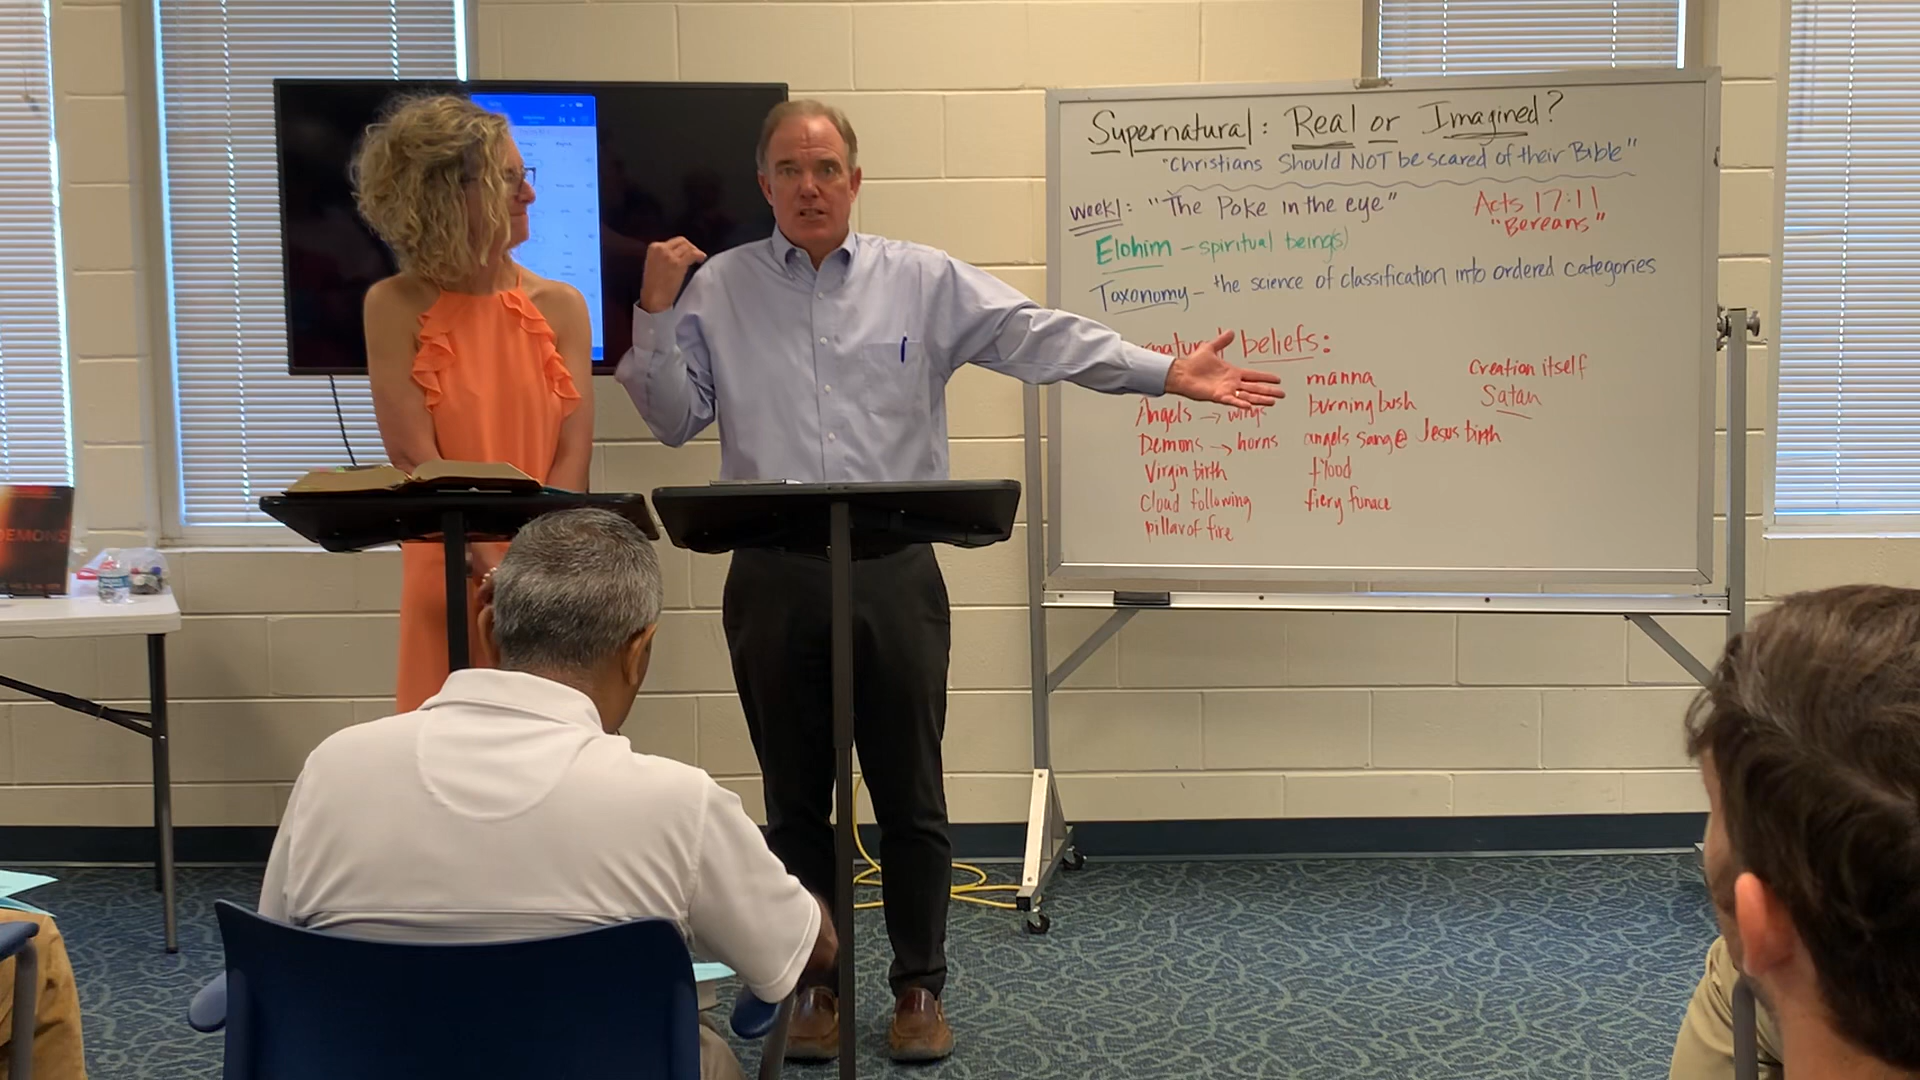 Supernatural: Real or Imagined?
"Christians Should NOT be scared of their Bible"
Week1: "The Poke in the eye"
Acts 17:11
"Bereans"
Elohim – spiritual being(s)
Taxonomy – the science of classification into ordered categories
beliefs:
Angels → wings
Demons → horns
Virgin birth
Cloud following
pillar of fire
manna
burning bush
angels sang @ Jesus birth
flood
fiery furnace
Creation itself
Satan
DEMONS